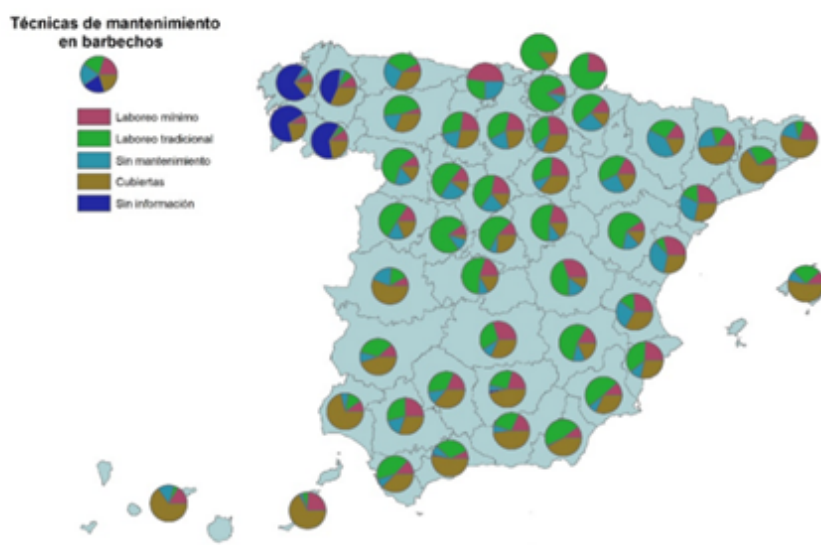 Técnicas de mantenimiento
en barbechos
Laboreo mínimo
Laboreo tradicional
Sin mantenimiento
Cubiertas
Sin información